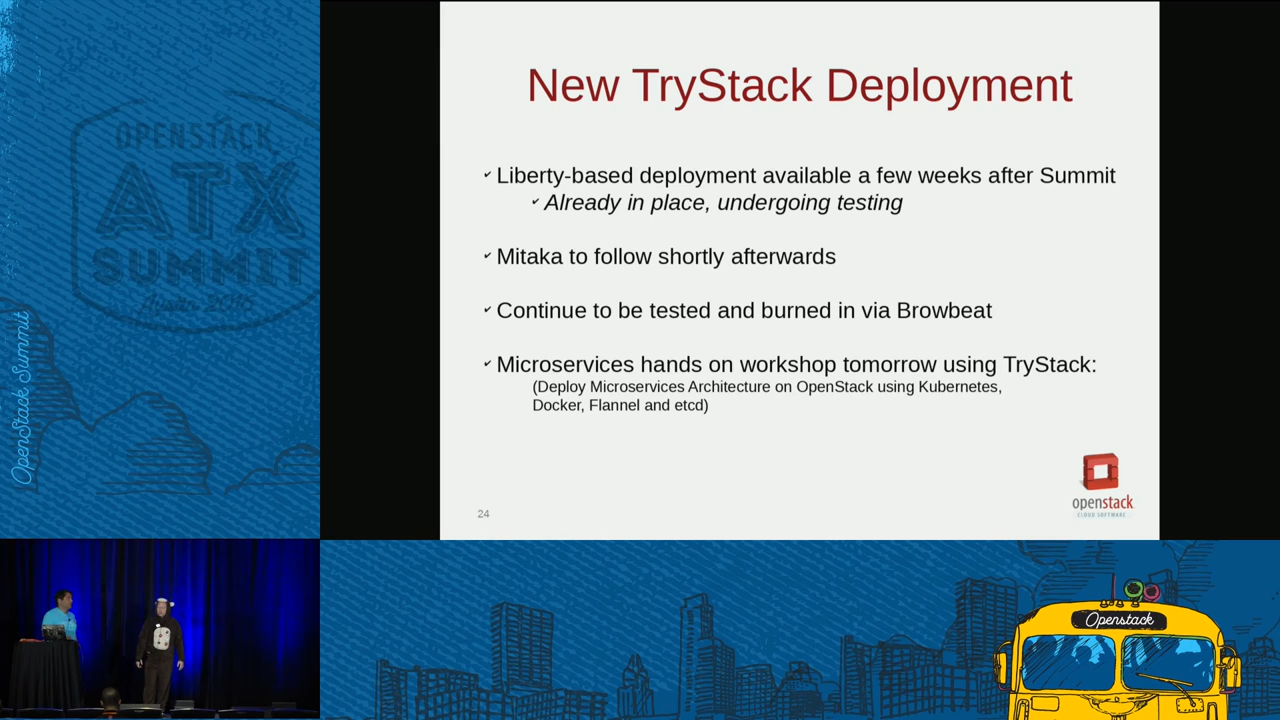 OPENSTACK
ATX
SUMMIT
Austin 2016
OpenStack Summit
New TryStack Deployment
✓ Liberty-based deployment available a few weeks after Summit
✓ Already in place, undergoing testing
✓ Mitaka to follow shortly afterwards
✓ Continue to be tested and burned in via Browbeat
✓ Microservices hands on workshop tomorrow using TryStack:
(Deploy Microservices Architecture on OpenStack using Kubernetes,
Docker, Flannel and etcd)
24
openstack
CLOUD SOFTWARE
Openstack